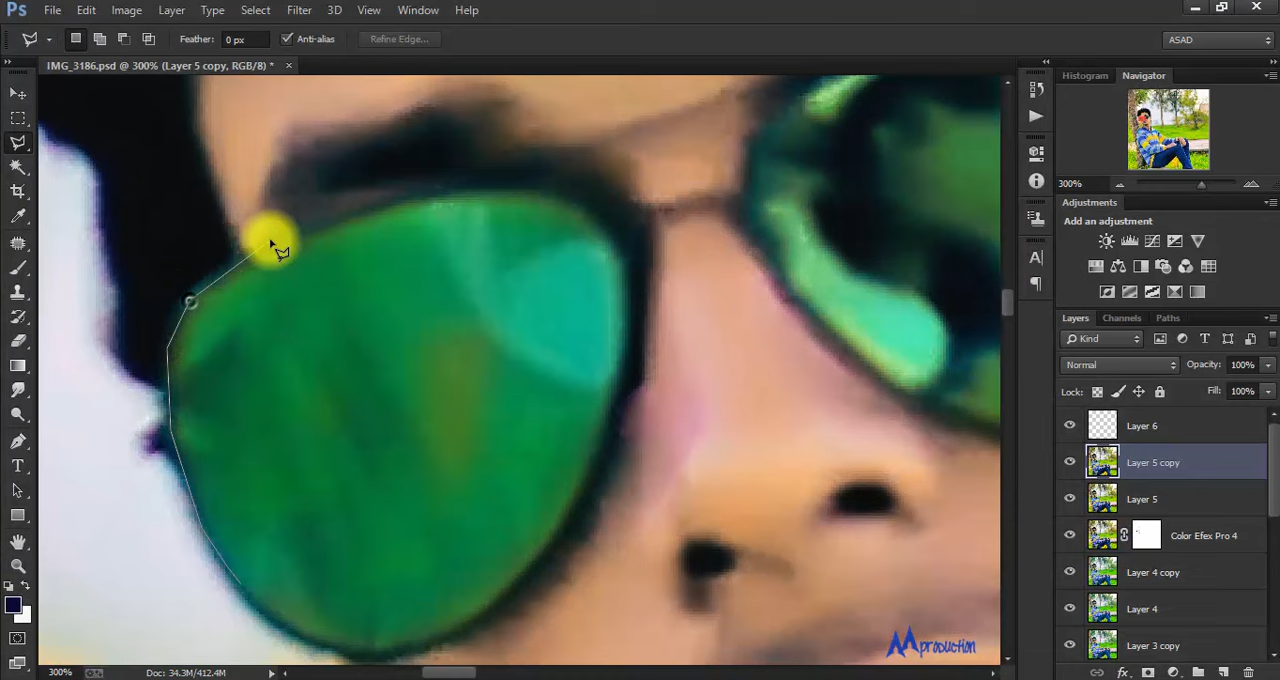 Ps File Edit Image Layer Type Select Filter 3D View Window Help
Feather: 0 px Anti-alias Refine Edge... ASAD
IMG_3186.psd @ 300% (Layer 5 copy, RGB/8) *
Histogram Navigator
300%
Adjustments
Add an adjustment
Layers Channels Paths
Kind
Normal Opacity: 100%
Lock: Fill: 100%
Layer 6
Layer 5 copy
Layer 5
Color Efex Pro 4
Layer 4 copy
Layer 4
Layer 3 copy
production
300% Doc: 34.3M/412.4M